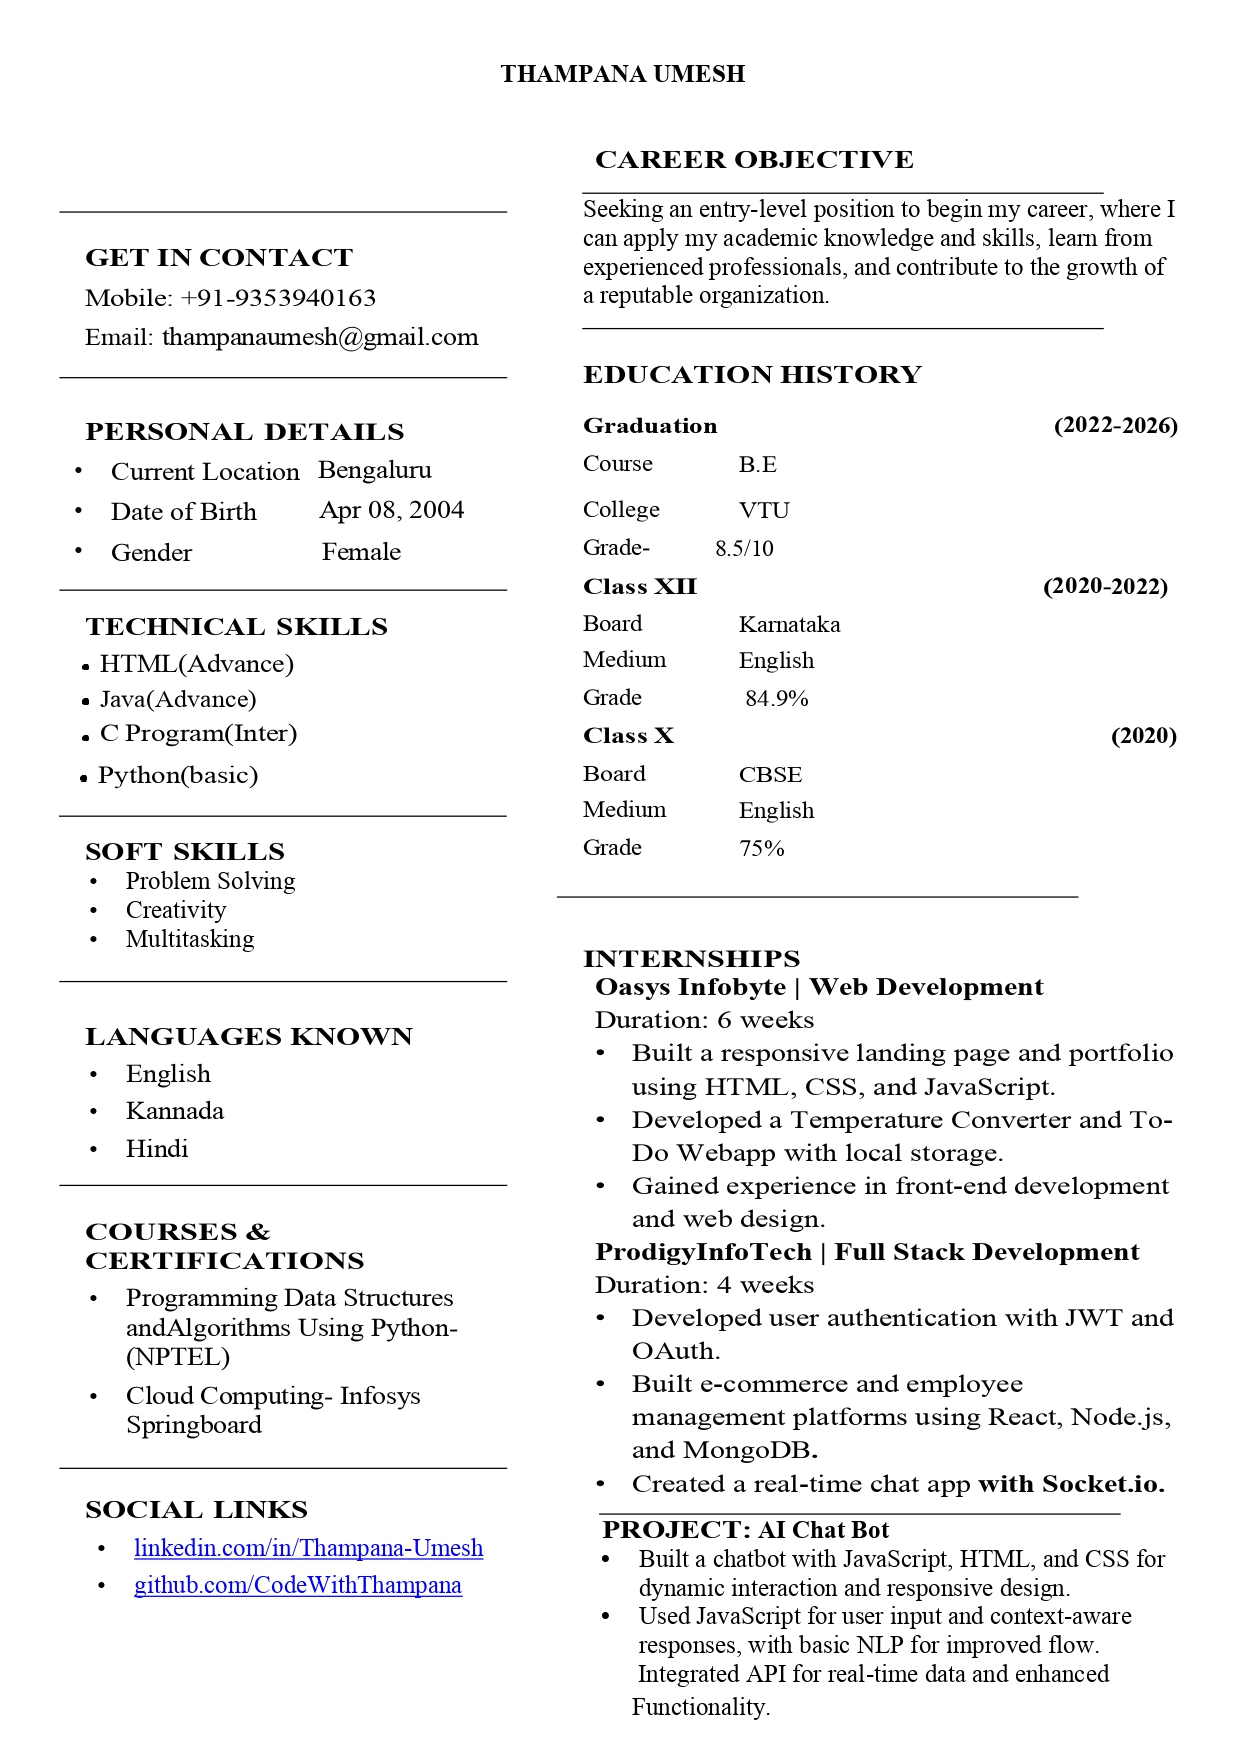 THAMPANA UMESH
GET IN CONTACT
Mobile: +91-9353940163
Email: thampanaumesh@gmail.com
PERSONAL DETAILS
• Current Location Bengaluru
• Date of Birth Apr 08, 2004
• Gender Female
TECHNICAL SKILLS
• HTML(Advance)
• Java(Advance)
• C Program(Inter)
• Python(basic)
SOFT SKILLS
• Problem Solving
• Creativity
• Multitasking
LANGUAGES KNOWN
• English
• Kannada
• Hindi
COURSES &
CERTIFICATIONS
• Programming Data Structures
andAlgorithms Using Python-
(NPTEL)
• Cloud Computing- Infosys
Springboard
SOCIAL LINKS
• linkedin.com/in/Thampana-Umesh
• github.com/CodeWithThampana
CAREER OBJECTIVE
Seeking an entry-level position to begin my career, where I
can apply my academic knowledge and skills, learn from
experienced professionals, and contribute to the growth of
a reputable organization.
EDUCATION HISTORY
Graduation (2022-2026)
Course B.E
College VTU
Grade- 8.5/10
Class XII (2020-2022)
Board Karnataka
Medium English
Grade 84.9%
Class X (2020)
Board CBSE
Medium English
Grade 75%
INTERNSHIPS
Oasys Infobyte | Web Development
Duration: 6 weeks
• Built a responsive landing page and portfolio
using HTML, CSS, and JavaScript.
• Developed a Temperature Converter and To-
Do Webapp with local storage.
• Gained experience in front-end development
and web design.
ProdigyInfoTech | Full Stack Development
Duration: 4 weeks
• Developed user authentication with JWT and
OAuth.
• Built e-commerce and employee
management platforms using React, Node.js,
and MongoDB.
• Created a real-time chat app with Socket.io.
PROJECT: AI Chat Bot
• Built a chatbot with JavaScript, HTML, and CSS for
dynamic interaction and responsive design.
• Used JavaScript for user input and context-aware
responses, with basic NLP for improved flow.
Integrated API for real-time data and enhanced
Functionality.